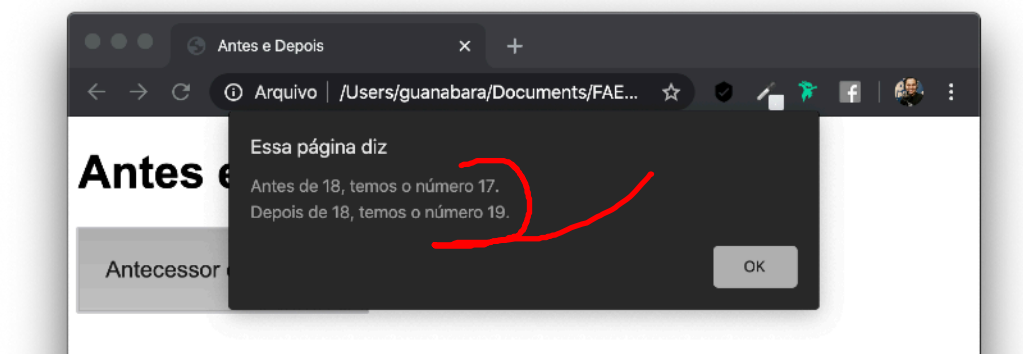 Antes e Depois
Arquivo | /Users/guanabara/Documents/FAE...
Essa página diz
Antes e
Antes de 18, temos o número 17.
Depois de 18, temos o número 19.
OK
Antecessor